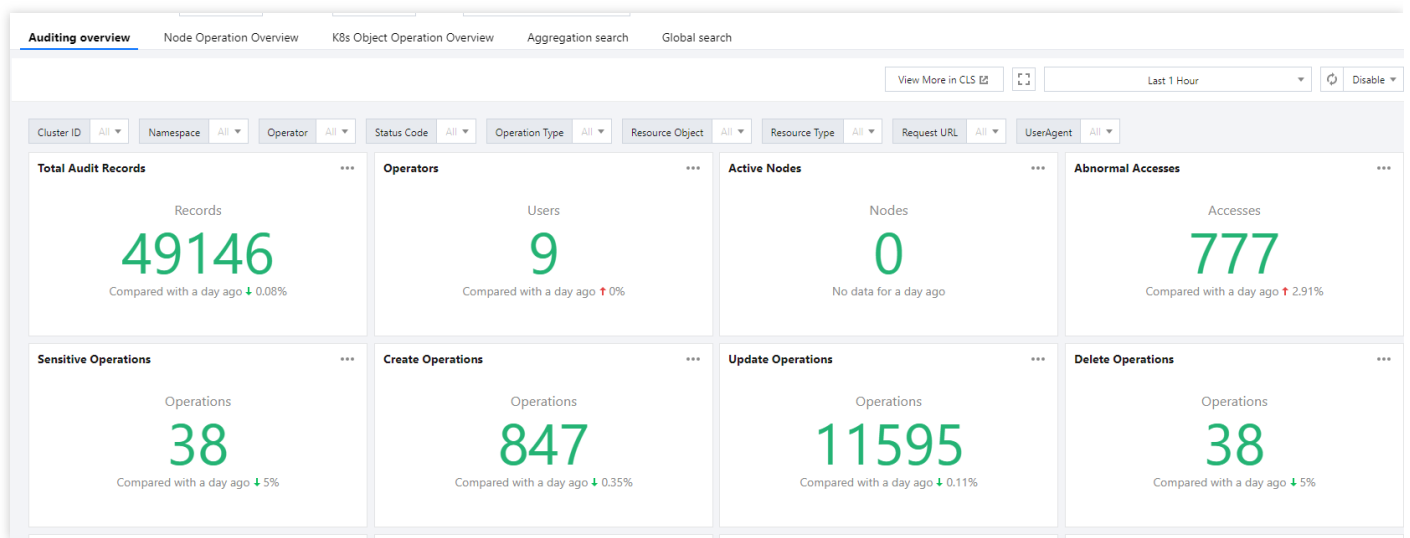 Auditing overview Node Operation Overview K8s Object Operation Overview Aggregation search Global search
View More in CLS Last 1 Hour Disable
Cluster ID All Namespace All Operator All Status Code All Operation Type All Resource Object All Resource Type All Request URL All UserAgent All
Total Audit Records ••• Operators ••• Active Nodes ••• Abnormal Accesses •••
Records Users Nodes Accesses
49146 9 0 777
Compared with a day ago ↓ 0.08% Compared with a day ago ↑ 0% No data for a day ago Compared with a day ago ↑ 2.91%
Sensitive Operations ••• Create Operations ••• Update Operations ••• Delete Operations •••
Operations Operations Operations Operations
38 847 11595 38
Compared with a day ago ↓ 5% Compared with a day ago ↓ 0.35% Compared with a day ago ↓ 0.11% Compared with a day ago ↓ 5%